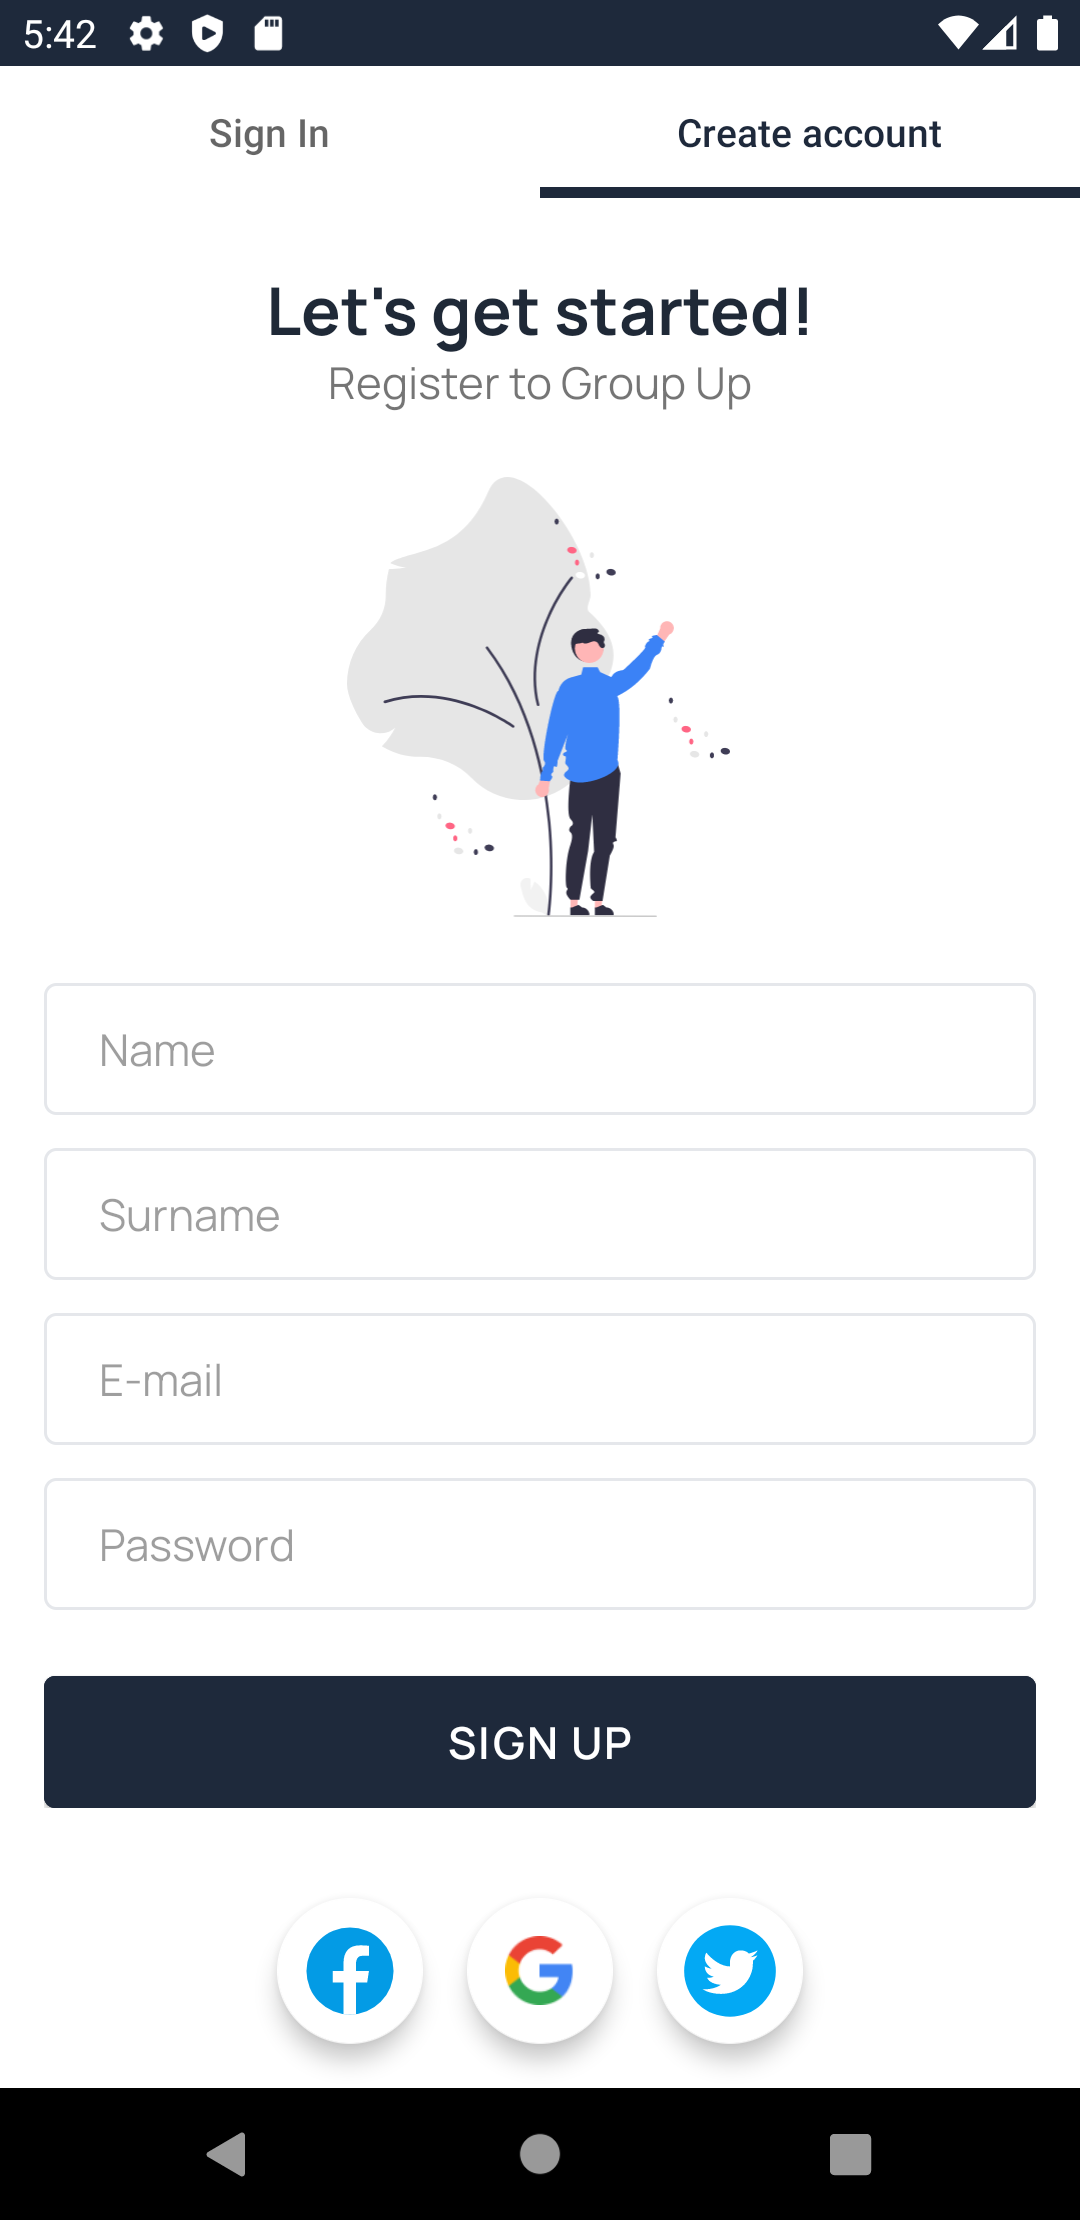 5:42
Sign In
Create account
Let's get started!
Register to Group Up
Name
Surname
E-mail
Password
SIGN UP